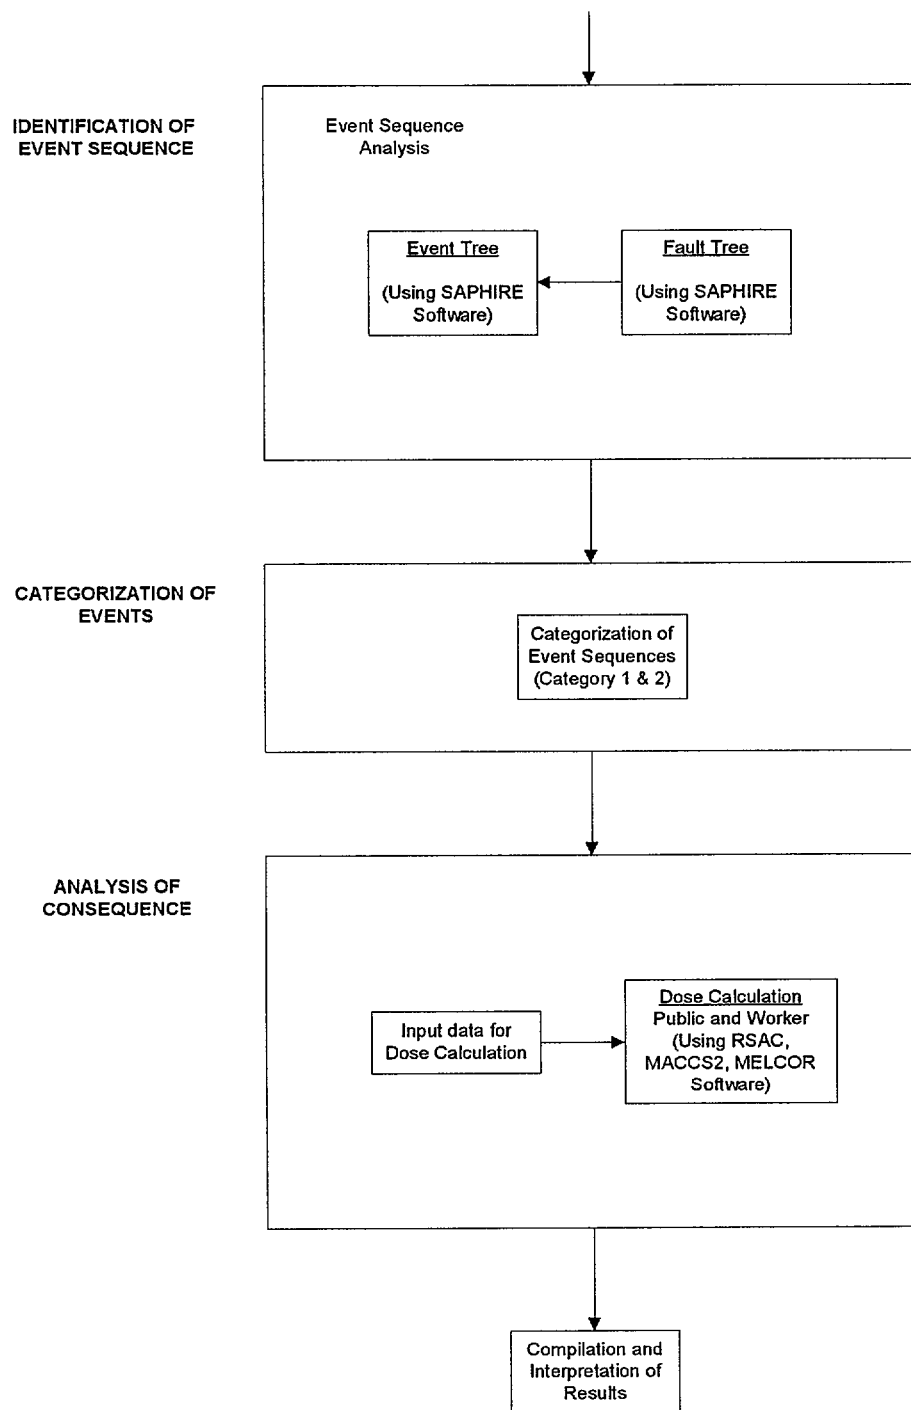 IDENTIFICATION OF
EVENT SEQUENCE
Event Sequence
Analysis
Event Tree
(Using SAPHIRE
Software)
Fault Tree
(Using SAPHIRE
Software)
CATEGORIZATION OF
EVENTS
Categorization of
Event Sequences
(Category 1 & 2)
ANALYSIS OF
CONSEQUENCE
Input data for
Dose Calculation
Dose Calculation
Public and Worker
(Using RSAC,
MACCS2, MELCOR
Software)
Compilation and
Interpretation of
Results